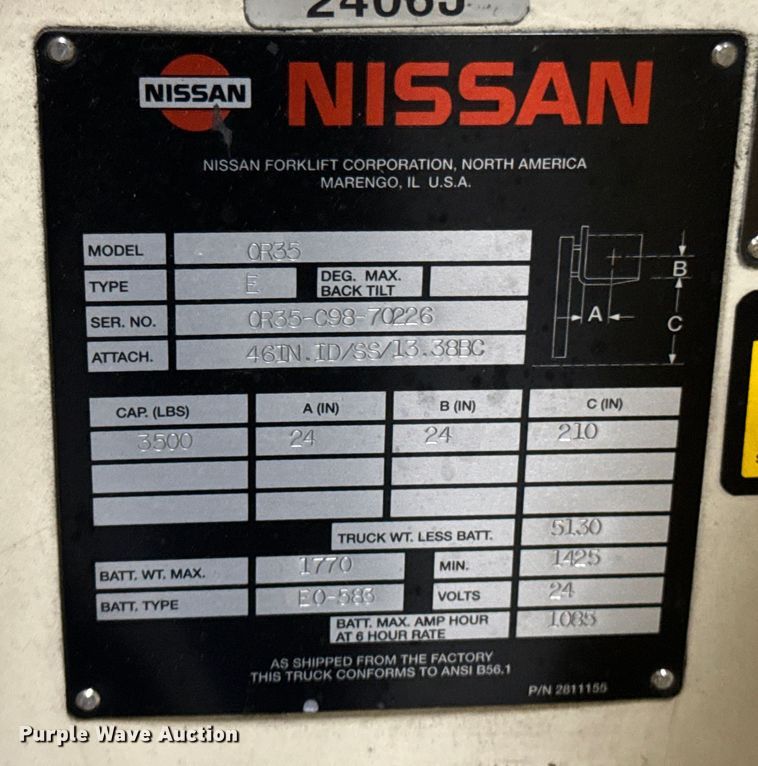 NISSAN NISSAN
NISSAN FORKLIFT CORPORATION, NORTH AMERICA
MARENGO, IL U.S.A.
MODEL OR35
TYPE E DEG. MAX. BACK TILT
SER. NO. OR35-C98-70226
ATTACH. 46IN.ID/SS/13.38BC
A B C
CAP. (LBS) A (IN) B (IN) C (IN)
3500 24 24 210
TRUCK WT. LESS BATT. 5130
BATT. WT. MAX. 1770 MIN. 1425
BATT. TYPE EO-583 VOLTS 24
BATT. MAX. AMP HOUR
AT 6 HOUR RATE 1085
AS SHIPPED FROM THE FACTORY
THIS TRUCK CONFORMS TO ANSI B56.1
P/N 2811155
Purple Wave Auction